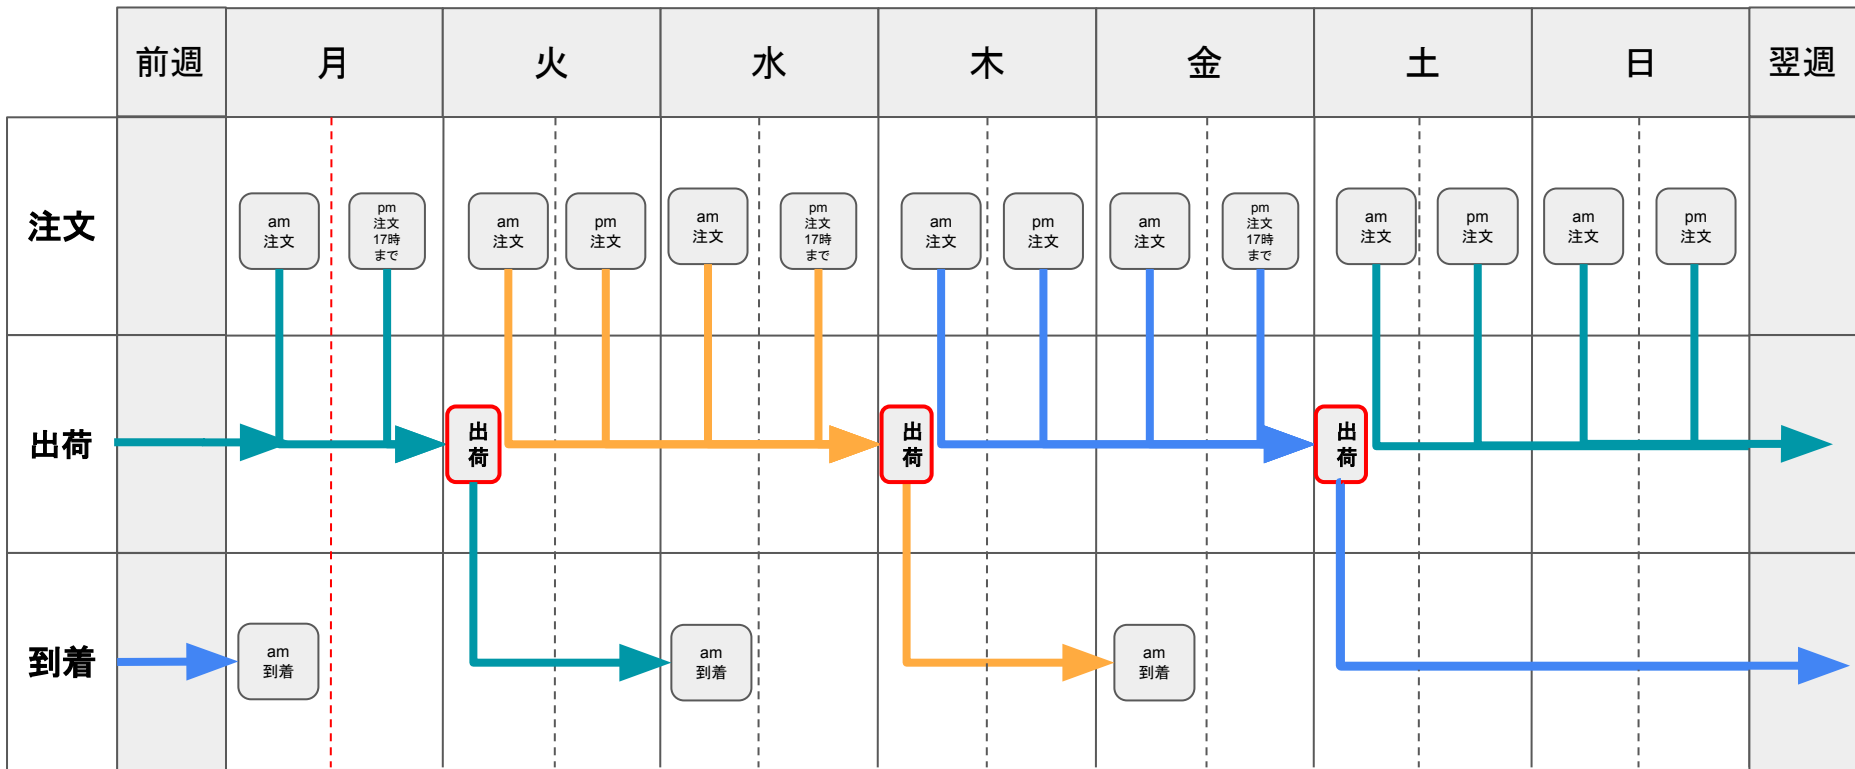 前週
月
火
水
木
金
土
日
翌週
注文
am
注文
pm
注文
17時
まで
am
注文
pm
注文
am
注文
pm
注文
17時
まで
am
注文
pm
注文
am
注文
pm
注文
17時
まで
am
注文
pm
注文
am
注文
pm
注文
出荷
出
荷
出
荷
出
荷
到着
am
到着
am
到着
am
到着